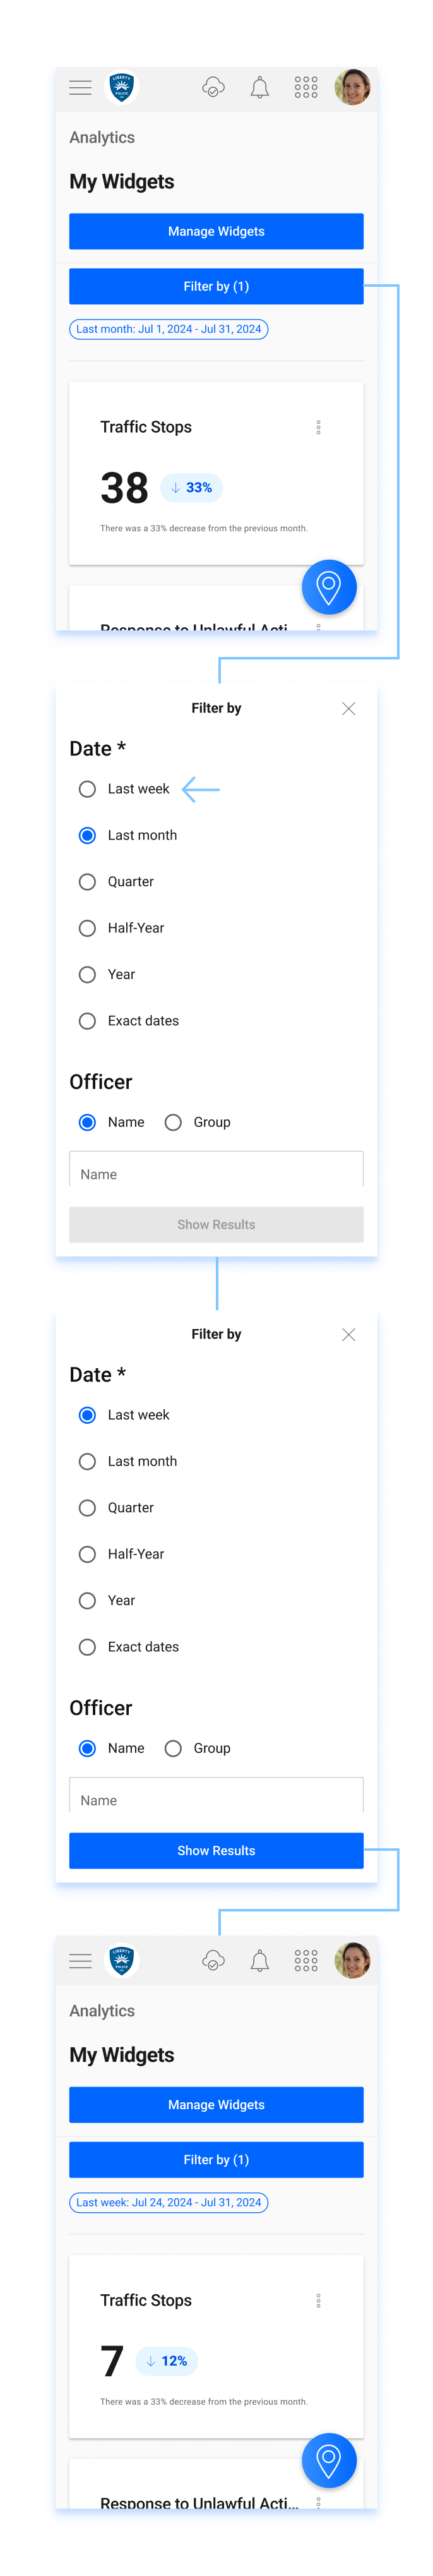 LIBERTY
POLICE
Analytics
My Widgets
Manage Widgets
Filter by (1)
Last month: Jul 1, 2024 - Jul 31, 2024
Traffic Stops
38
33%
There was a 33% decrease from the previous month.
Response to Unlawful Acti
Filter by
Date *
Last week
Last month
Quarter
Half-Year
Year
Exact dates
Officer
Name Group
Name
Show Results
Filter by
Date *
Last week
Last month
Quarter
Half-Year
Year
Exact dates
Officer
Name Group
Name
Show Results
LIBERTY
POLICE
Analytics
My Widgets
Manage Widgets
Filter by (1)
Last week: Jul 24, 2024 - Jul 31, 2024
Traffic Stops
7
12%
There was a 33% decrease from the previous month.
Response to Unlawful Acti...